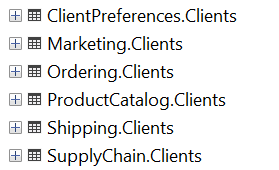 ClientPreferences.Clients
Marketing.Clients
Ordering.Clients
ProductCatalog.Clients
Shipping.Clients
SupplyChain.Clients